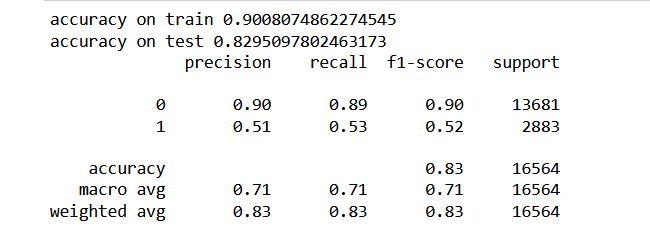 accuracy on train 0.9008074862274545
accuracy on test 0.8295097802463173
precision recall f1-score support
0 0.90 0.89 0.90 13681
1 0.51 0.53 0.52 2883
accuracy 0.83 16564
macro avg 0.71 0.71 0.71 16564
weighted avg 0.83 0.83 0.83 16564